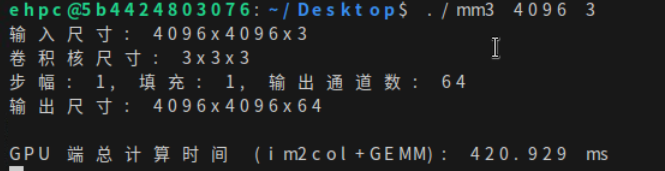 ehpc@5b4424803076:~/Desktop$ ./mm3 4096 3
输入尺寸: 4096x4096x3
卷积核尺寸: 3x3x3
步幅: 1, 填充: 1, 输出通道数: 64
输出尺寸: 4096x4096x64
GPU 端总计算时间 (im2col+GEMM): 420.929 ms